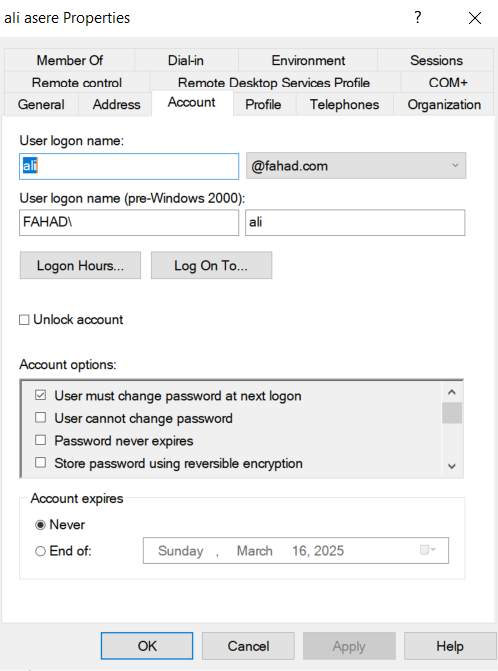 ali asere Properties ?
Member Of Dial-in Environment Sessions
Remote control Remote Desktop Services Profile COM+
General Address Account Profile Telephones Organization
User logon name:
ali @fahad.com
User logon name (pre-Windows 2000):
FAHAD\ ali
Logon Hours... Log On To...
Unlock account
Account options:
User must change password at next logon
User cannot change password
Password never expires
Store password using reversible encryption
Account expires
Never
End of: Sunday , March 16, 2025
OK Cancel Apply Help